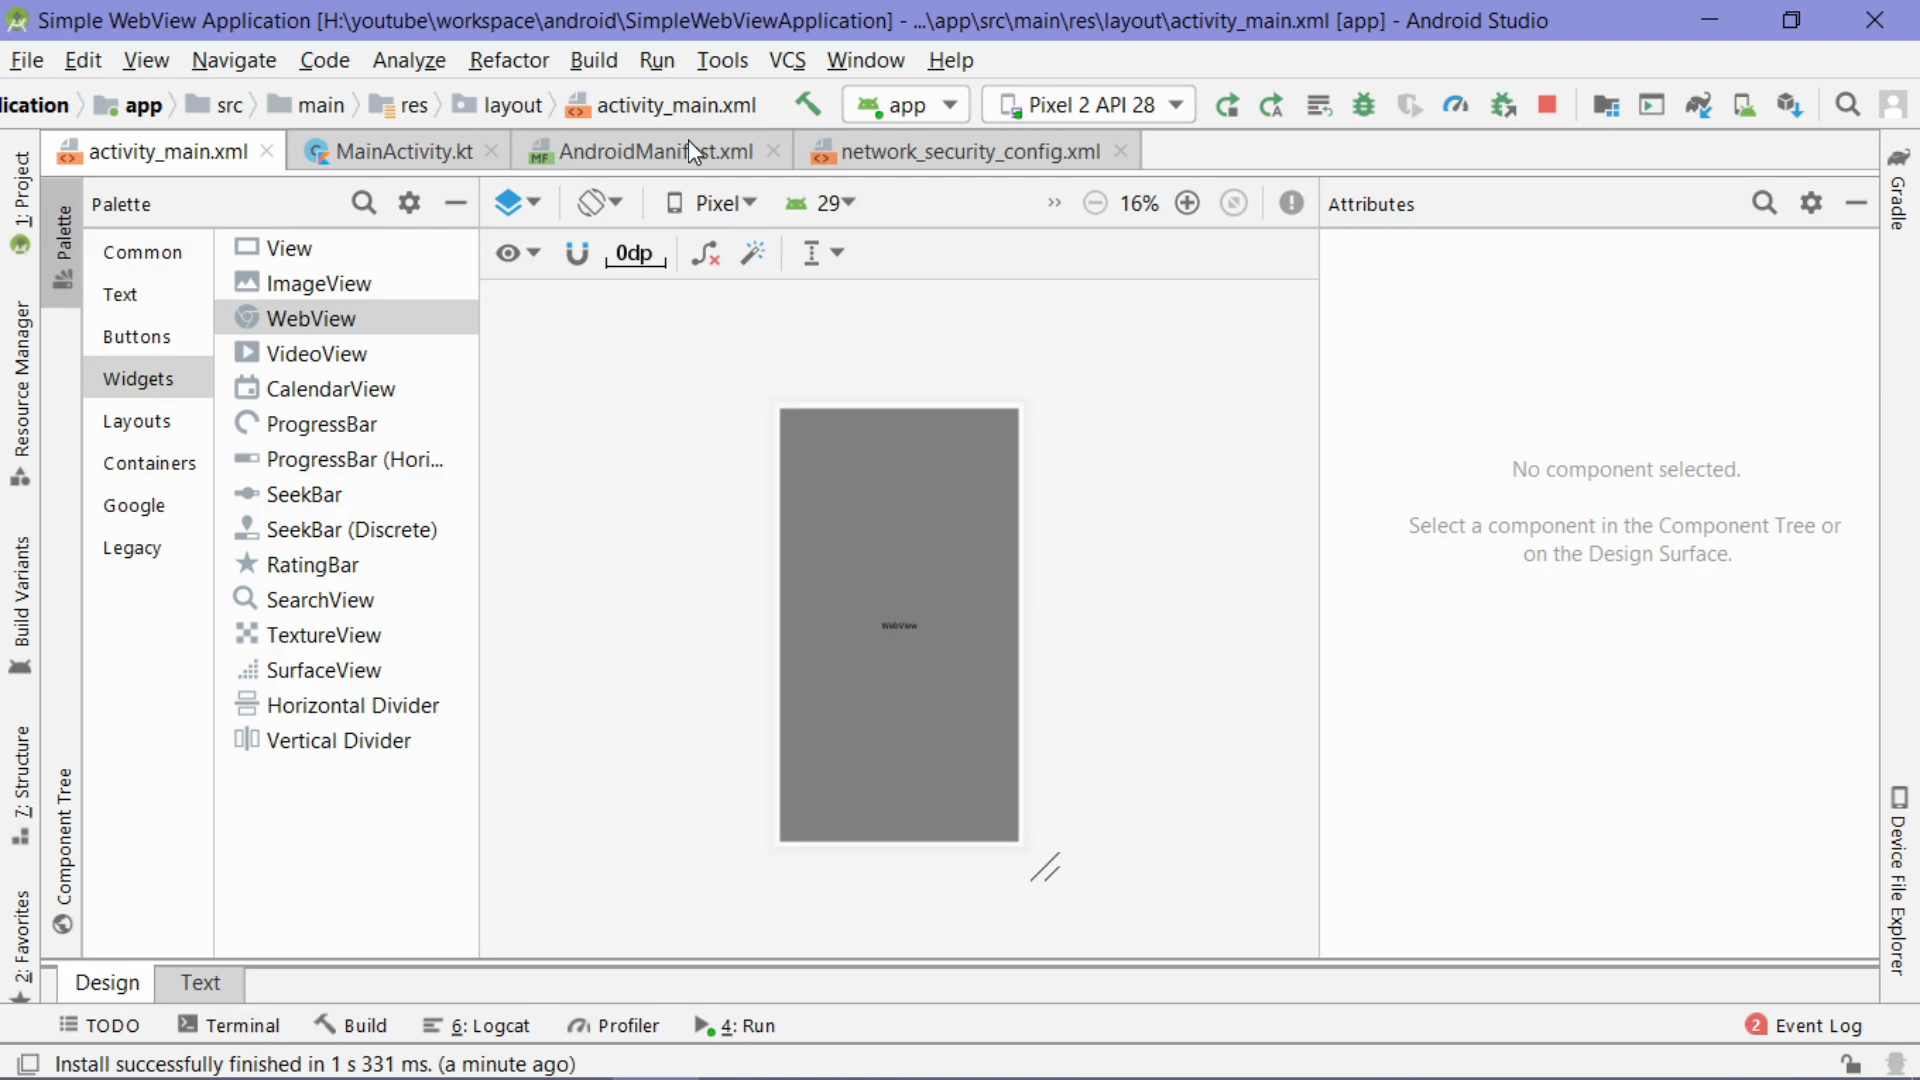 Simple WebView Application [H:\youtube\workspace\android\SimpleWebViewApplication] - ...\app\src\main\res\layout\activity_main.xml [app] - Android Studio
File Edit View Navigate Code Analyze Refactor Build Run Tools VCS Window Help
lication app src main res layout activity_main.xml app Pixel 2 API 28
activity_main.xml MainActivity.kt AndroidManifest.xml network_security_config.xml
Palette
Pixel 29 16%
Attributes
0dp
Common
Text
Buttons
Widgets
Layouts
Containers
Google
Legacy
View
ImageView
WebView
VideoView
CalendarView
ProgressBar
ProgressBar (Hori...
SeekBar
SeekBar (Discrete)
RatingBar
SearchView
TextureView
SurfaceView
Horizontal Divider
Vertical Divider
WebView
No component selected.
Select a component in the Component Tree or
on the Design Surface.
1: Project
Resource Manager
Build Variants
7: Structure
2: Favorites
Palette
Component Tree
Gradle
Device File Explorer
Design Text
TODO Terminal Build 6: Logcat Profiler 4: Run 2 Event Log
Install successfully finished in 1 s 331 ms. (a minute ago)